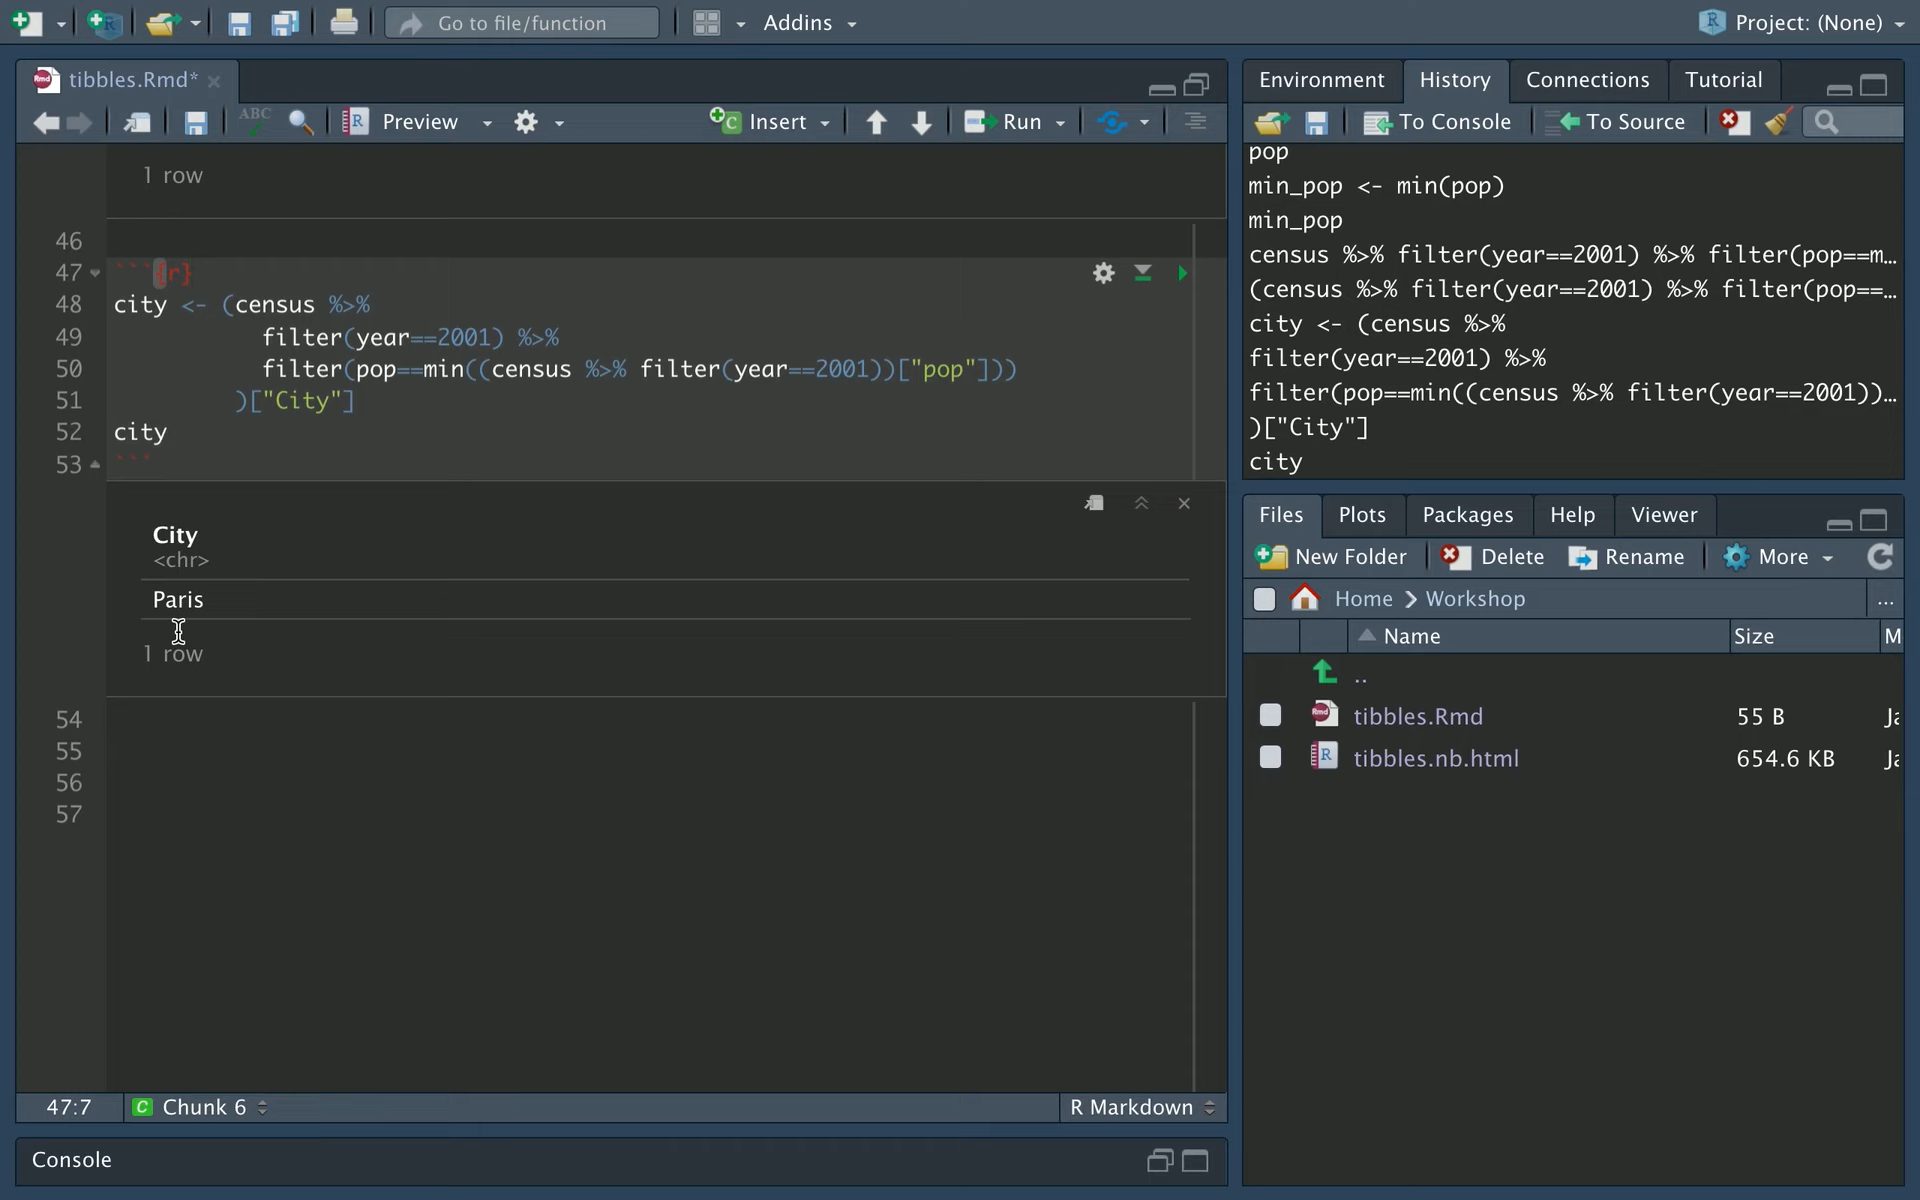 Go to file/function
Addins
Project: (None)
tibbles.Rmd*
ABC
Preview
Insert
Run
1 row
46
47 ```{r}
48 city <- (census %>%
49 filter(year==2001) %>%
50 filter(pop==min((census %>% filter(year==2001))["pop"]))
51 )["City"]
52 city
53 ```
City
<chr>
Paris
1 row
54
55
56
57
47:7
Chunk 6
R Markdown
Console
Environment
History
Connections
Tutorial
To Console
To Source
pop
min_pop <- min(pop)
min_pop
census %>% filter(year==2001) %>% filter(pop==m…
(census %>% filter(year==2001) %>% filter(pop==…
city <- (census %>%
filter(year==2001) %>%
filter(pop==min((census %>% filter(year==2001))…
)["City"]
city
Files
Plots
Packages
Help
Viewer
New Folder
Delete
Rename
More
Home
Workshop
...
Name
Size
M
..
tibbles.Rmd 55 B
tibbles.nb.html 654.6 KB